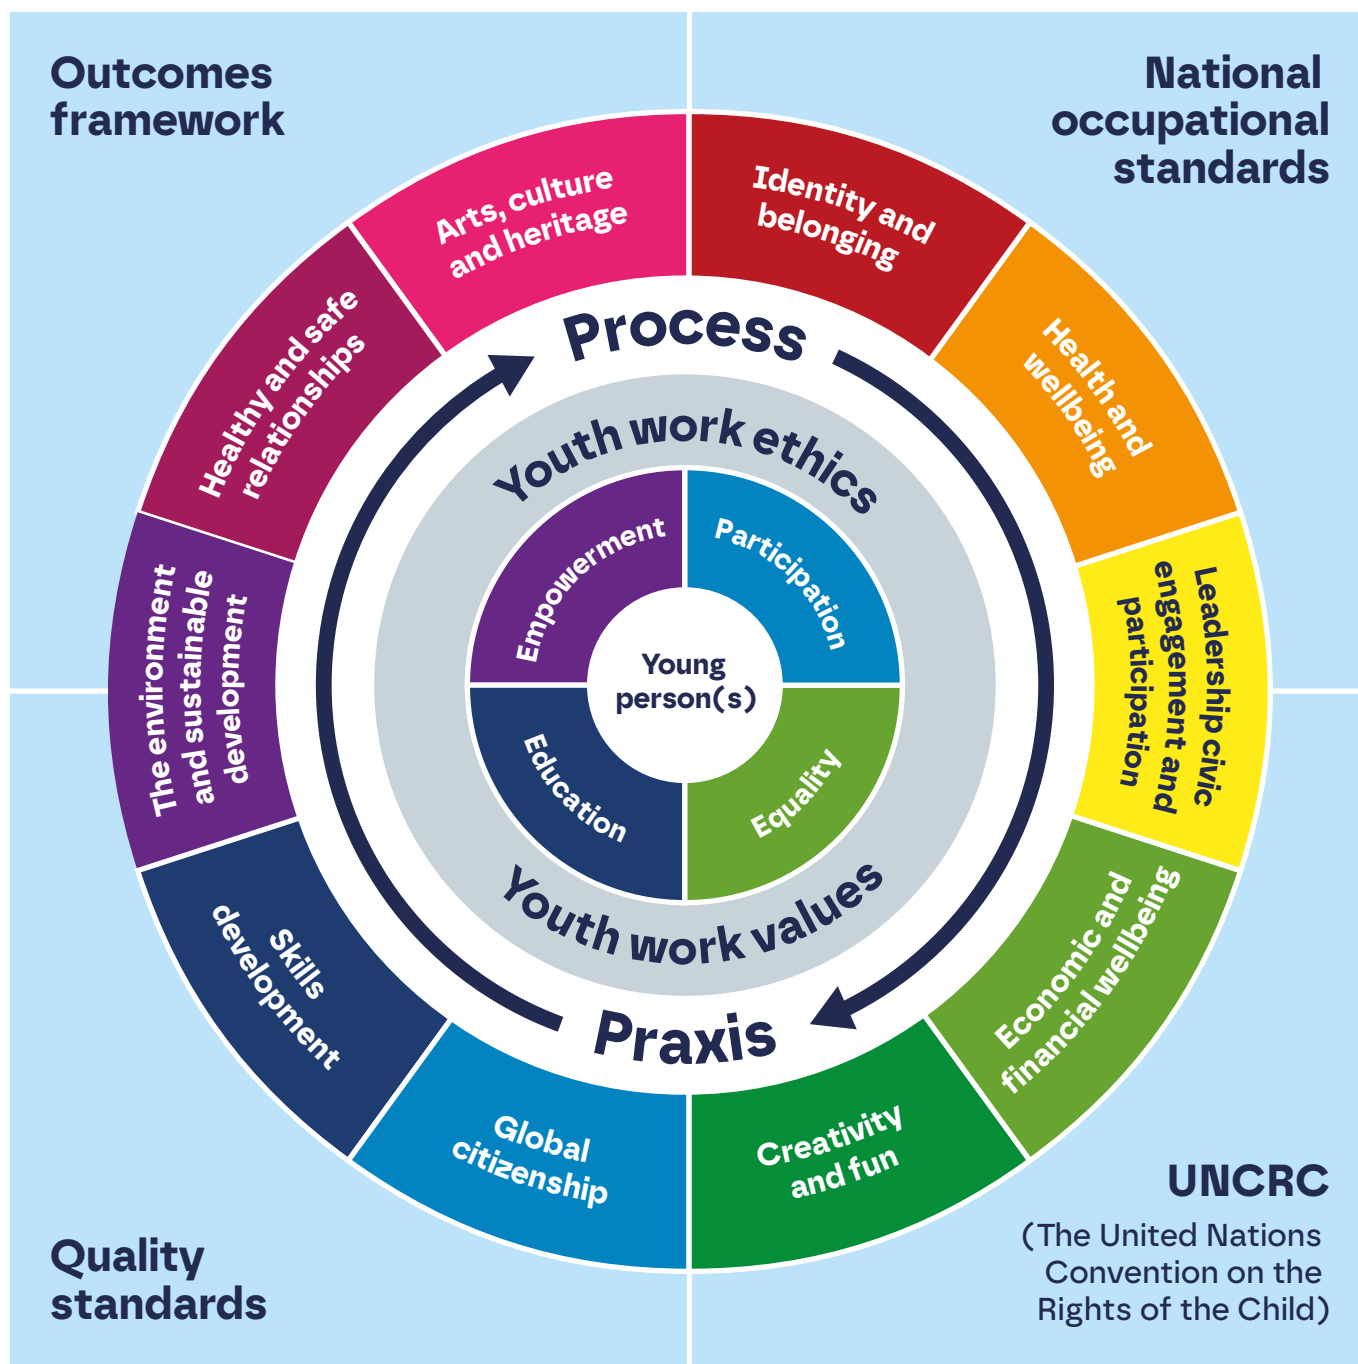 Outcomes
framework
National
occupational
standards
Arts, culture
and heritage
Identity and
belonging
Health and
wellbeing
Leadership civic
engagement and
participation
Economic and
financial wellbeing
Creativity
and fun
Global
citizenship
Skills
development
The environment
and sustainable
development
Healthy and safe
relationships
Process
Youth work ethics
Empowerment
Participation
Young
person(s)
Education
Equality
Youth work values
Praxis
Quality
standards
UNCRC
(The United Nations
Convention on the
Rights of the Child)